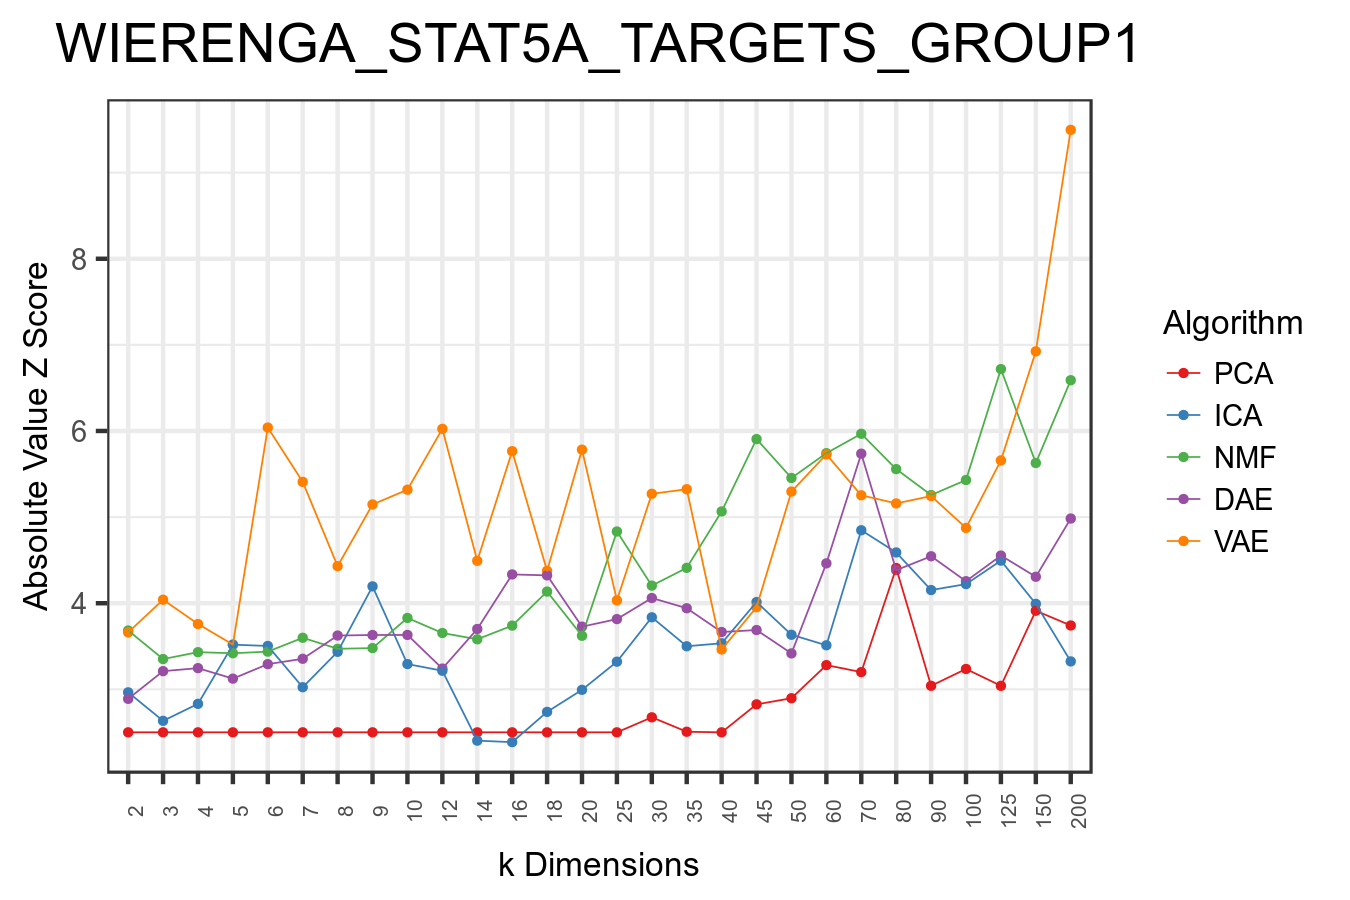 WIERENGA_STAT5A_TARGETS_GROUP1
Absolute Value Z Score
8
6
4
2 3 4 5 6 7 8 9 10 12 14 16 18 20 25 30 35 40 45 50 60 70 80 90 100 125 150 200
k Dimensions
Algorithm
PCA
ICA
NMF
DAE
VAE